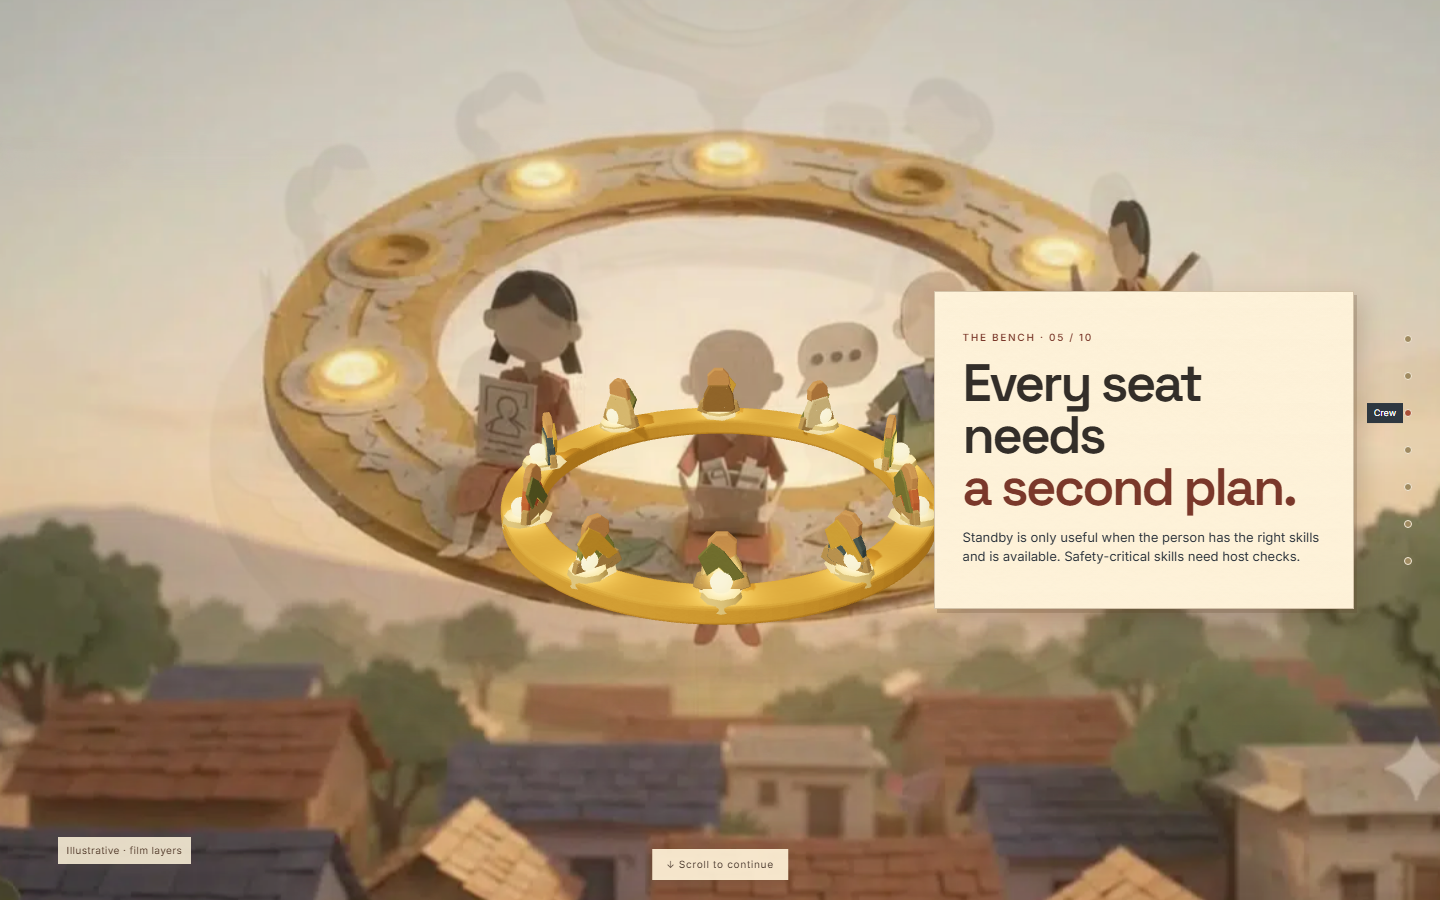 THE BENCH · 05 / 10
Every seat
needs
a second plan.
Standby is only useful when the person has the right skills
and is available. Safety-critical skills need host checks.
Crew
Illustrative · film layers
↓ Scroll to continue